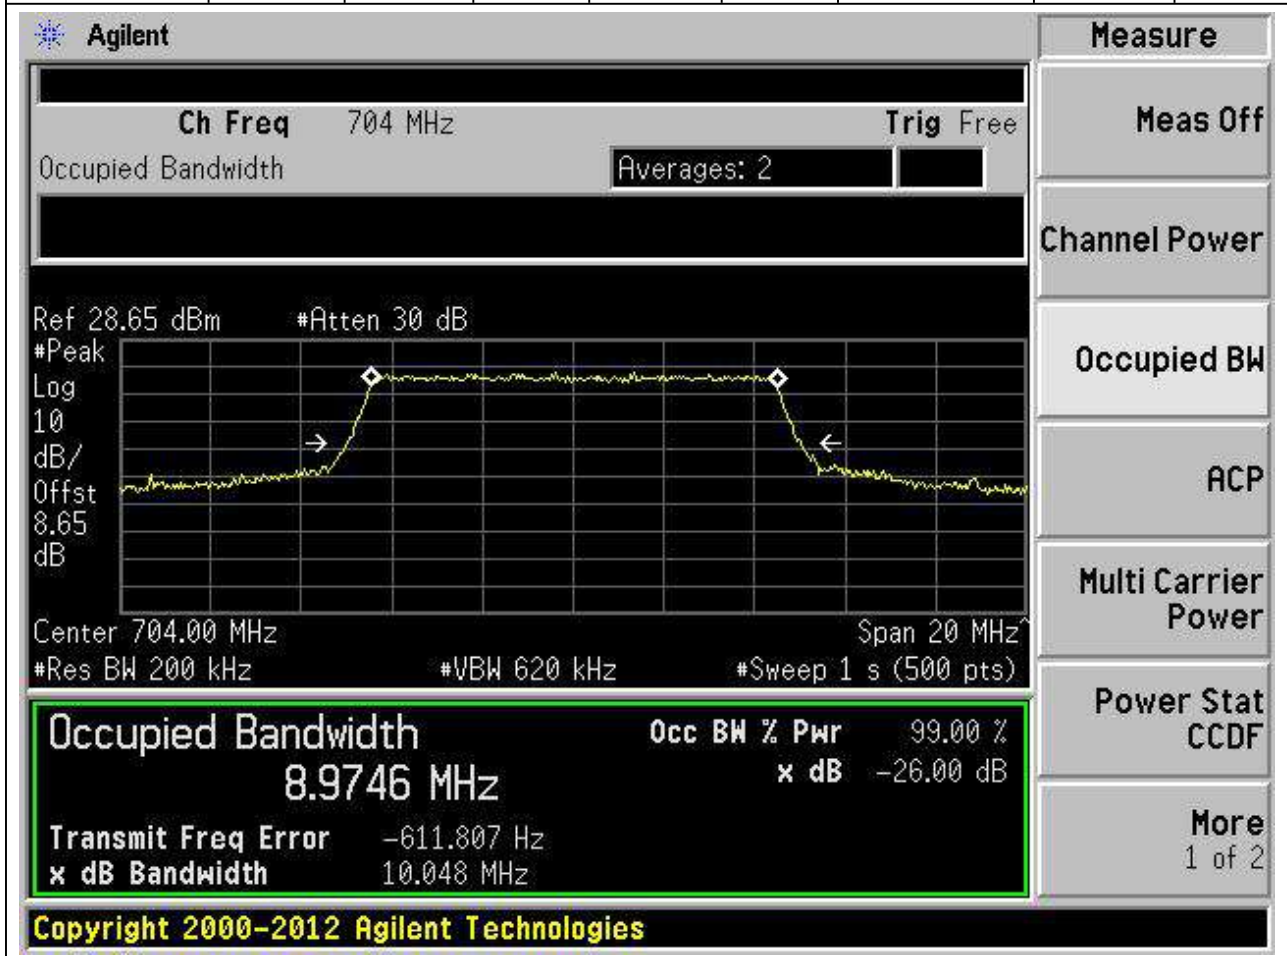 Agilent
Measure
Ch Freq 704 MHz Trig Free
Occupied Bandwidth Averages: 2
Meas Off
Channel Power
Occupied BW
ACP
Multi Carrier
Power
Power Stat
CCDF
More
1 of 2
Ref 28.65 dBm #Atten 30 dB
#Peak
Log
10
dB/
Offst
8.65
dB
Center 704.00 MHz Span 20 MHz^
#Res BW 200 kHz #VBW 620 kHz #Sweep 1 s (500 pts)
Occupied Bandwidth Occ BW % Pwr 99.00 %
8.9746 MHz x dB -26.00 dB
Transmit Freq Error -611.807 Hz
x dB Bandwidth 10.048 MHz
Copyright 2000-2012 Agilent Technologies